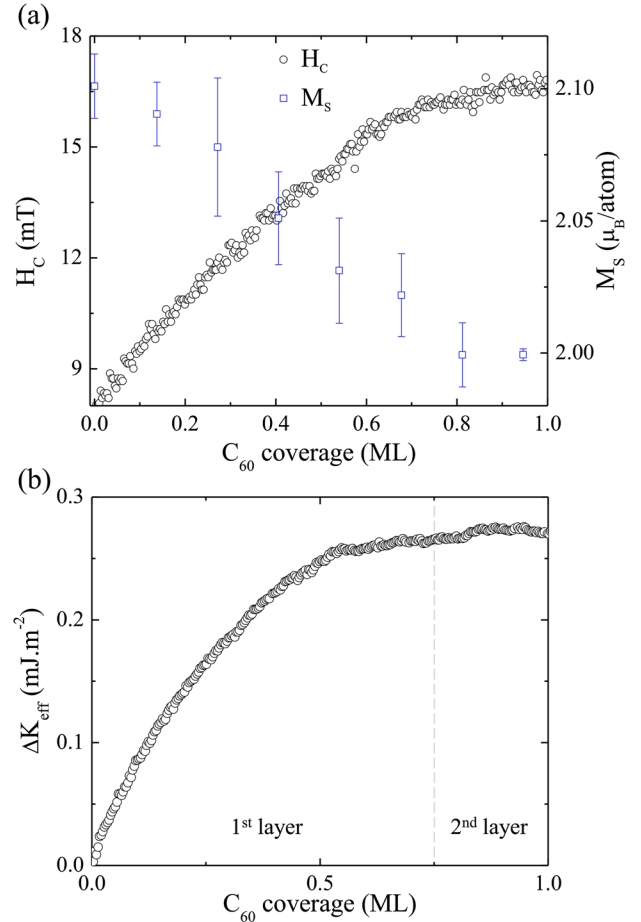 (a)
18
15
12
9
H_C (mT)
H_C
M_S
2.10
2.05
2.00
M_S (μ_B/atom)
0.0 0.2 0.4 0.6 0.8 1.0
C_60 coverage (ML)
(b)
0.3
0.2
0.1
0.0
ΔK_eff (mJ.m^-2)
1st layer 2nd layer
0.0 0.5 1.0
C_60 coverage (ML)